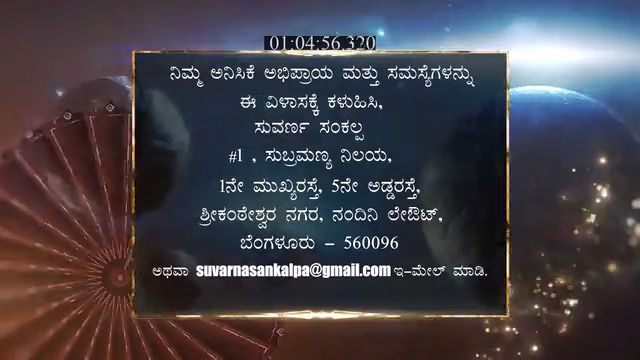 01:04:56.320
ನಿಮ್ಮ ಅನಿಸಿಕೆ ಅಭಿಪ್ರಾಯ ಮತ್ತು ಸಮಸ್ಯೆಗಳನ್ನು
ಈ ವಿಳಾಸಕ್ಕೆ ಕಳುಹಿಸಿ,
ಸುವರ್ಣ ಸಂಕಲ್ಪ
#1 , ಸುಬ್ರಮಣ್ಯ ನಿಲಯ,
1ನೇ ಮುಖ್ಯರಸ್ತೆ, 5ನೇ ಅಡ್ಡರಸ್ತೆ,
ಶ್ರೀಕಂಠೇಶ್ವರ ನಗರ, ನಂದಿನಿ ಲೇಔಟ್,
ಬೆಂಗಳೂರು – 560096
ಅಥವಾ suvarnasankalpa@gmail.com ಇ-ಮೇಲ್ ಮಾಡಿ.